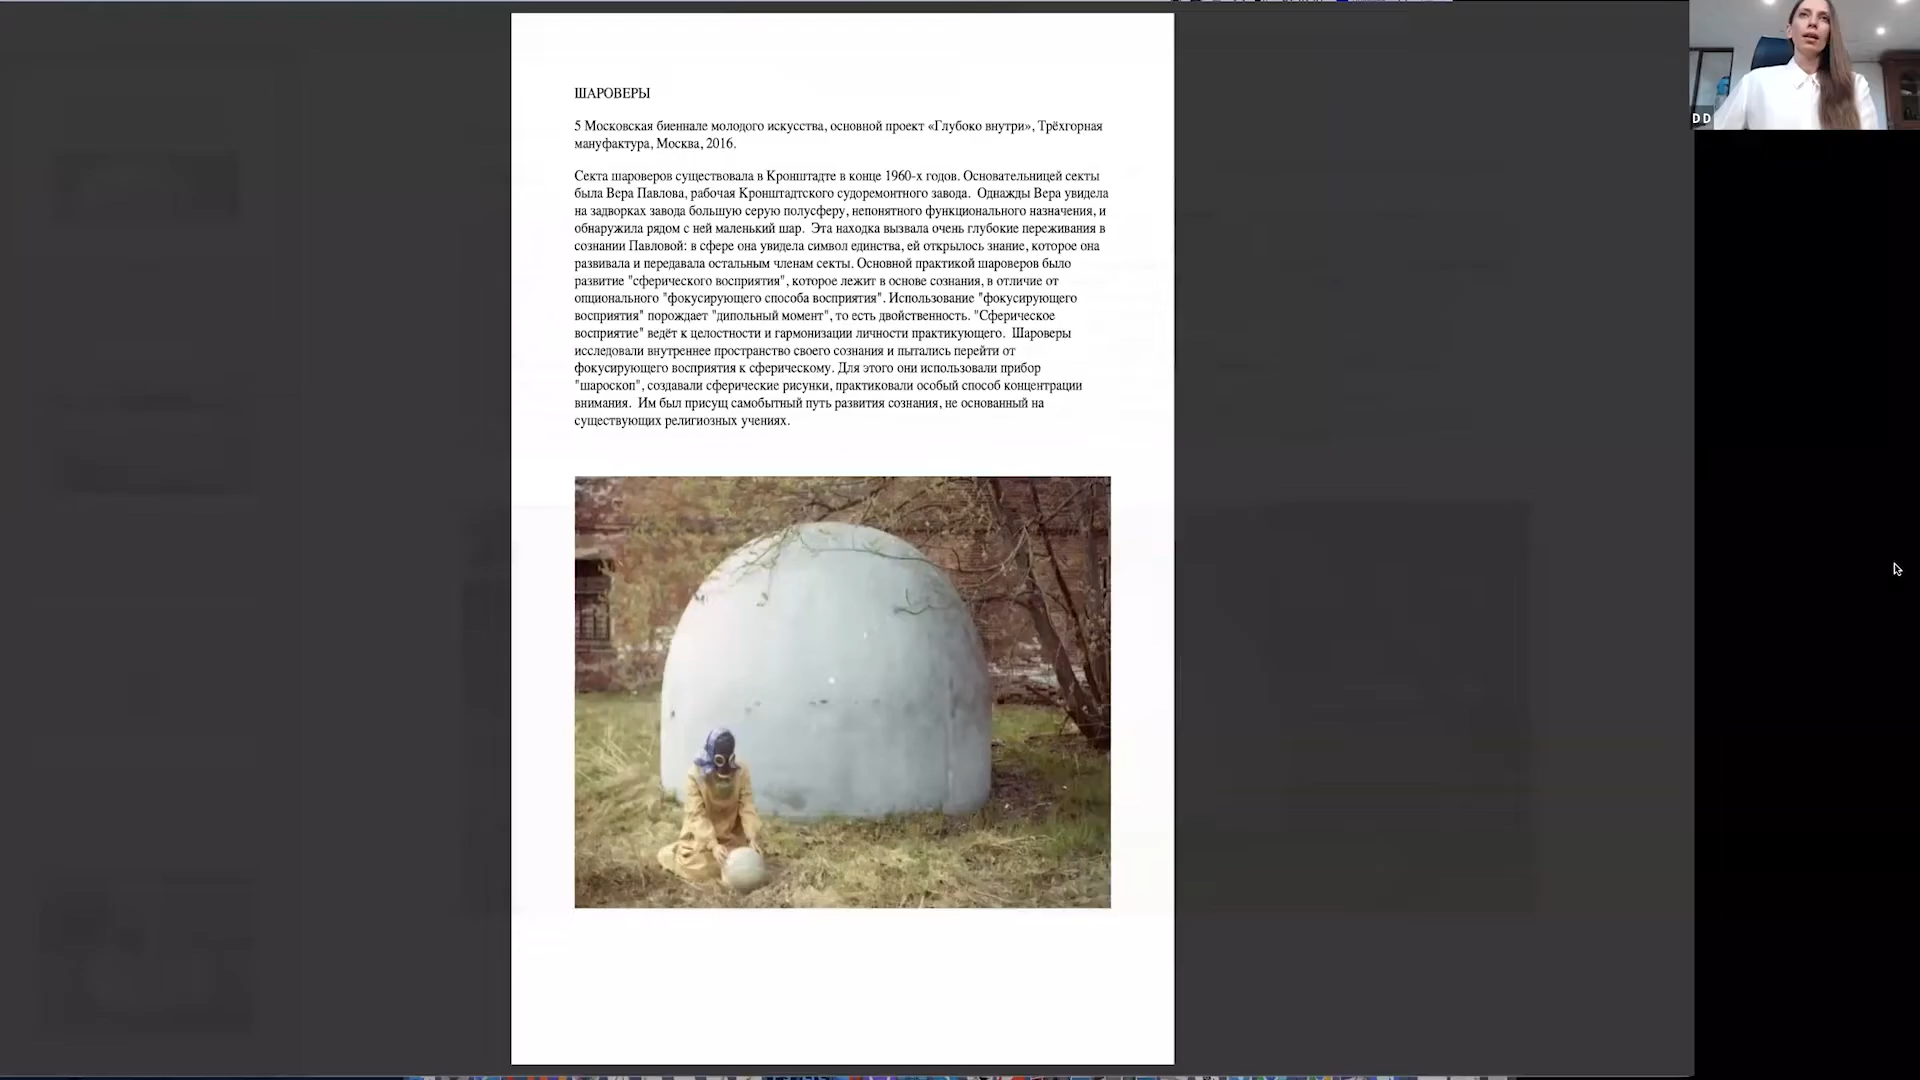 ШАРОВЕРЫ
5 Московская биеннале молодого искусства, основной проект «Глубоко внутри», Трёхгорная
мануфактура, Москва, 2016.
Секта шароверов существовала в Кронштадте в конце 1960-х годов. Основательницей секты
была Вера Павлова, рабочая Кронштадтского судоремонтного завода.  Однажды Вера увидела
на задворках завода большую серую полусферу, непонятного функционального назначения, и
обнаружила рядом с ней маленький шар.  Эта находка вызвала очень глубокие переживания в
сознании Павловой: в сфере она увидела символ единства, ей открылось знание, которое она
развивала и передавала остальным членам секты. Основной практикой шароверов было
развитие "сферического восприятия", которое лежит в основе сознания, в отличие от
опционального "фокусирующего способа восприятия". Использование "фокусирующего
восприятия" порождает "дипольный момент", то есть двойственность. "Сферическое
восприятие" ведёт к целостности и гармонизации личности практикующего.  Шароверы
исследовали внутреннее пространство своего сознания и пытались перейти от
фокусирующего восприятия к сферическому. Для этого они использовали прибор
"шароскоп", создавали сферические рисунки, практиковали особый способ концентрации
внимания.  Им был присущ самобытный путь развития сознания, не основанный на
существующих религиозных учениях.
DD